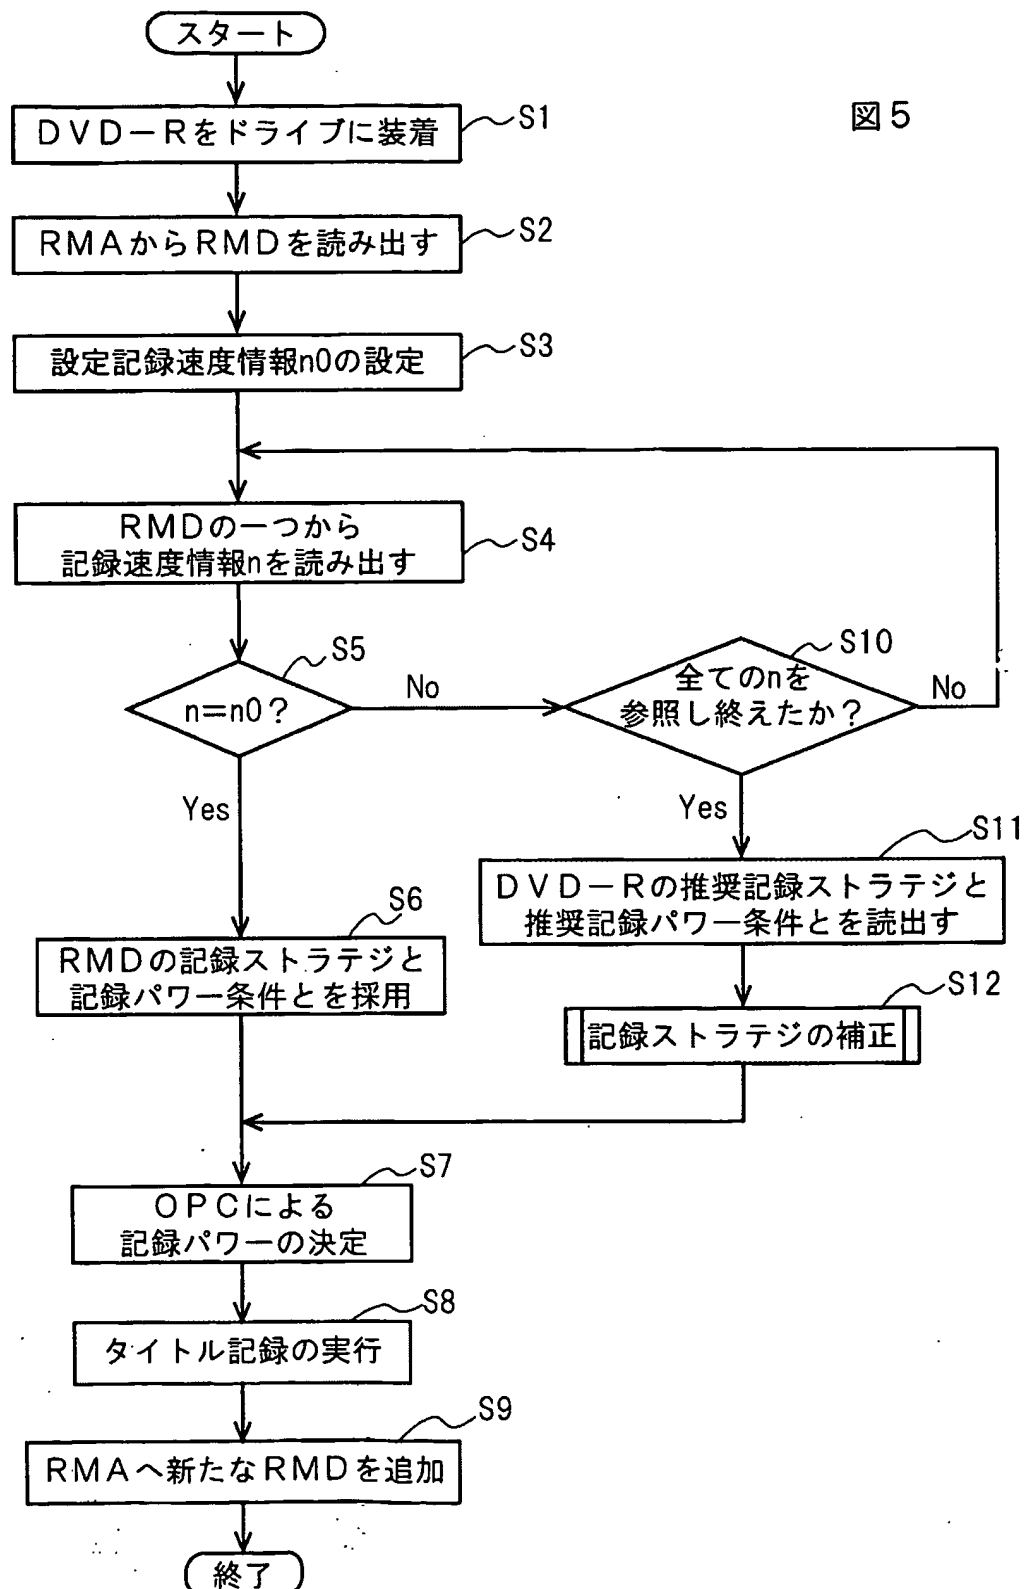 スタート
図5
DVD-Rをドライブに装着
S1
RMAからRMDを読み出す
S2
設定記録速度情報n0の設定
S3
RMDの一つから
記録速度情報nを読み出す
S4
n=n0?
S5
No
Yes
全てのnを
参照し終えたか?
S10
No
Yes
DVD-Rの推奨記録ストラテジと
推奨記録パワー条件とを読出す
S11
RMDの記録ストラテジと
記録パワー条件とを採用
S6
記録ストラテジの補正
S12
OPCによる
記録パワーの決定
S7
タイトル記録の実行
S8
RMAへ新たなRMDを追加
S9
終了